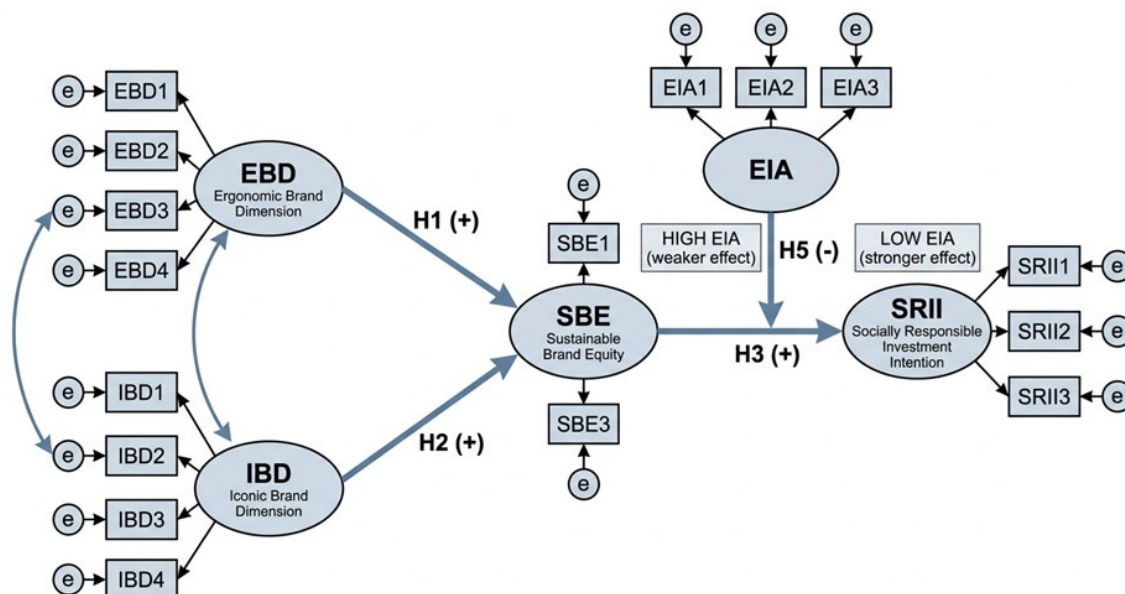 e
e
e
EIA1
EIA2
EIA3
EIA
e
EBD1
e
EBD2
e
EBD3
e
EBD4
EBD
Ergonomic Brand
Dimension
H1 (+)
e
SBE1
HIGH EIA
(weaker effect)
H5 (-)
LOW EIA
(stronger effect)
SBE
Sustainable
Brand Equity
H3 (+)
SRII
Socially Responsible
Investment
Intention
SRII1
e
SRII2
e
SRII3
e
SBE3
e
H2 (+)
e
IBD1
e
IBD2
e
IBD3
e
IBD4
IBD
Iconic Brand
Dimension